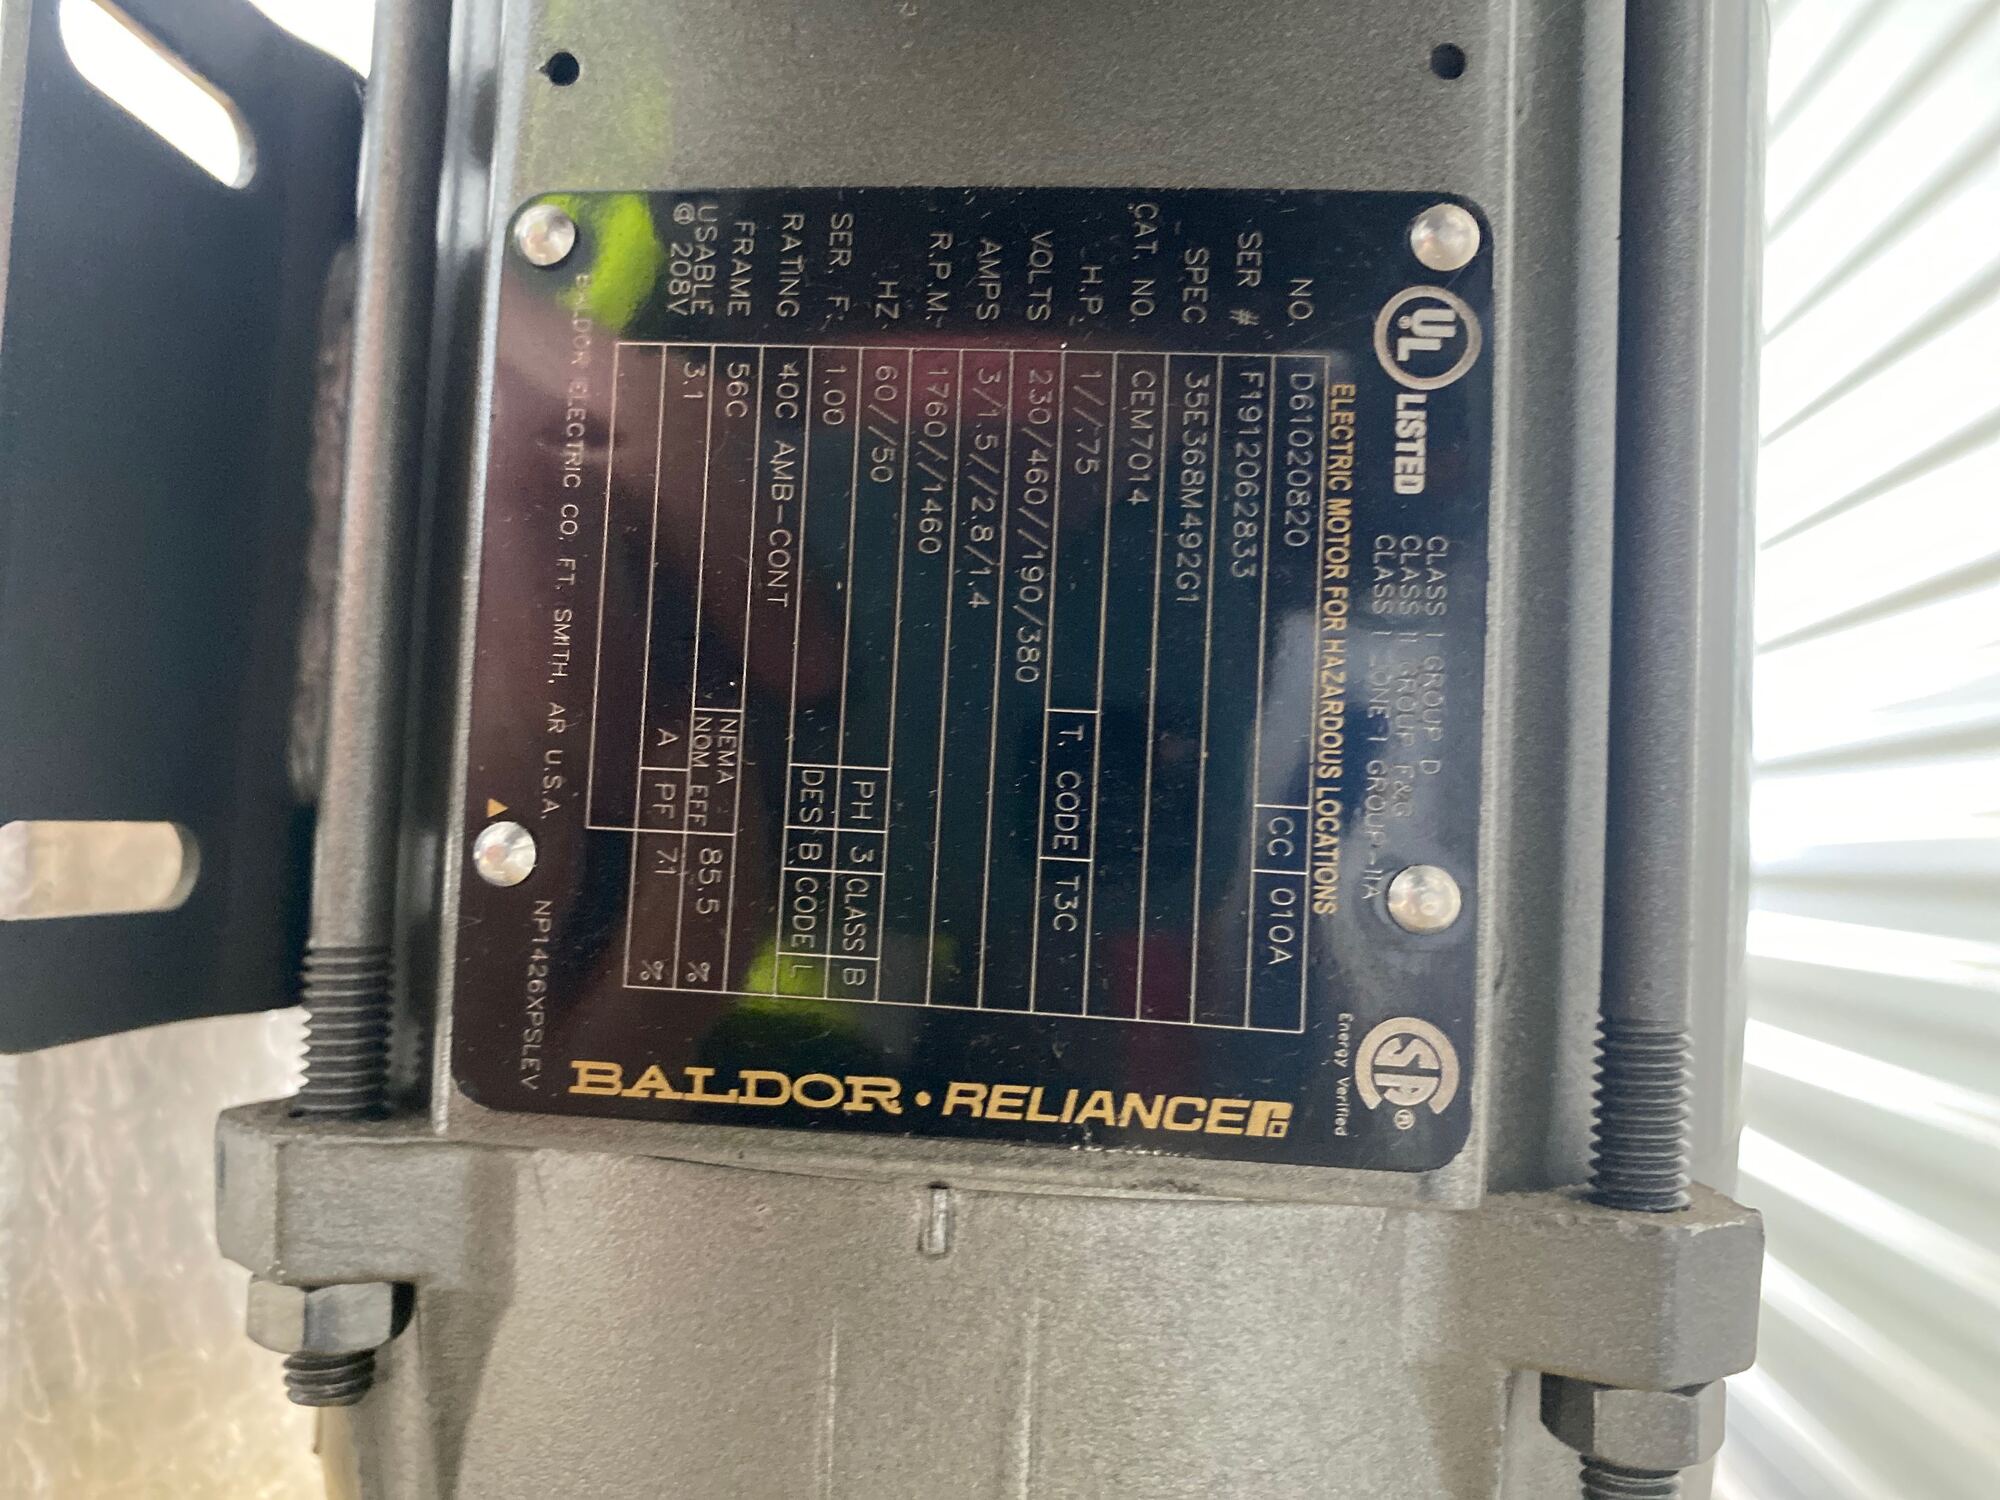 UL LISTED
CLASS I GROUP D
CLASS II GROUP F&G
CLASS I ZONE 1 GROUP-IIA
SA®
Energy Verified
ELECTRIC MOTOR FOR HAZARDOUS LOCATIONS
NO. D61020820 CC 010A
SER # F1912062833
SPEC 35E368M492G1
CAT. NO. CEM7014
H.P. 1//.75 T. CODE T3C
VOLTS 230/460//190/380
AMPS 3/1.5//2.8/1.4
R.P.M. 1760//1460
HZ 60//50 PH 3 CLASS B
SER. F. 1.00 DES B CODE L
RATING 40C AMB-CONT
FRAME 56C NEMA NOM EFF 85.5 %
USABLE @ 208V 3.1 A PF 71 %
BALDOR ELECTRIC CO. FT. SMITH, AR U.S.A.
NP1426XPSLEV
BALDOR • RELIANCE